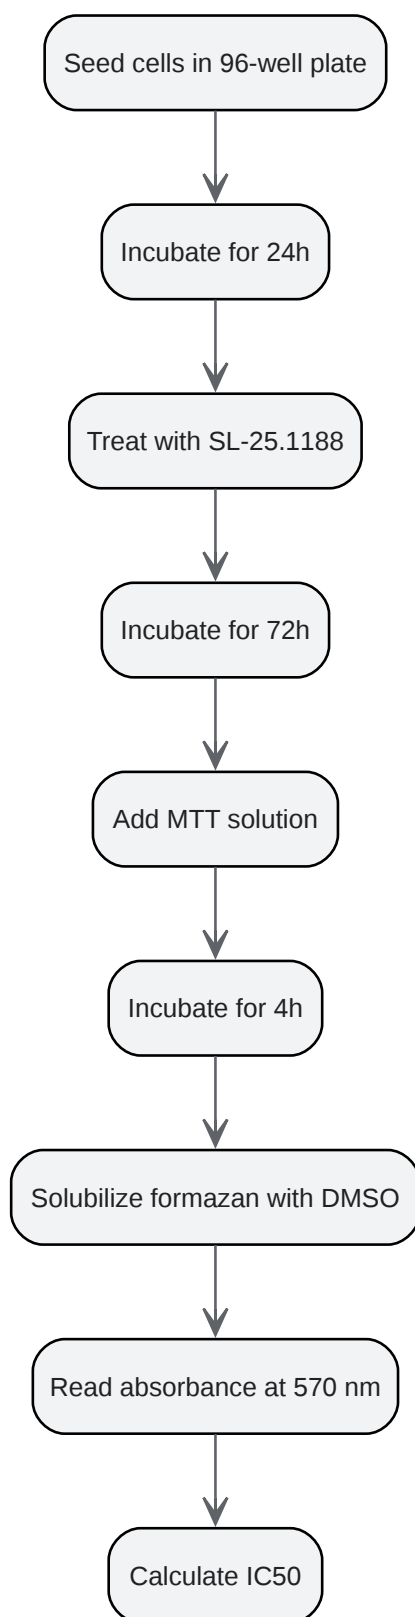 Seed cells in 96-well plate
Incubate for 24h
Treat with SL-25.1188
Incubate for 72h
Add MTT solution
Incubate for 4h
Solubilize formazan with DMSO
Read absorbance at 570 nm
Calculate IC50